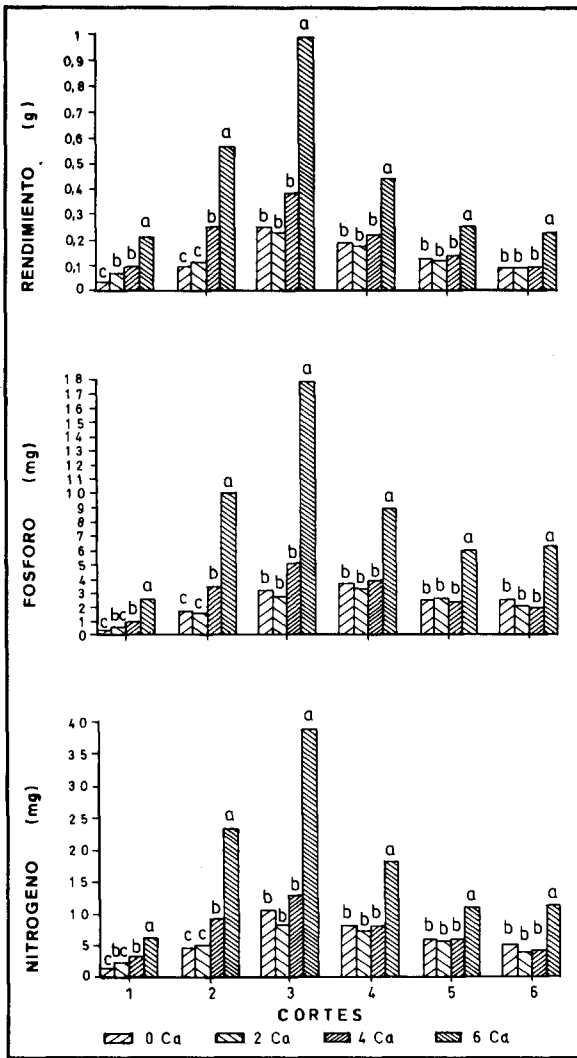 RENDIMIENTO (g)
1
0,9
0,8
0,7
0,6
0,5
0,4
0,3
0,2
0,1
0
c b b a
c c b a
b b b a
b b b a
b b b a
b b b a
FOSFORO (mg)
18
17
16
15
14
13
12
11
10
9
8
7
6
5
4
3
2
1
0
c bc b a
c c b a
b b b a
b b b a
b b b a
b b b a
NITROGENO (mg)
40
35
30
25
20
15
10
5
0
c bc b a
c c b a
b b b a
b b b a
b b b a
b b b a
1 2 3 4 5 6
CORTES
0 Ca 2 Ca 4 Ca 6 Ca